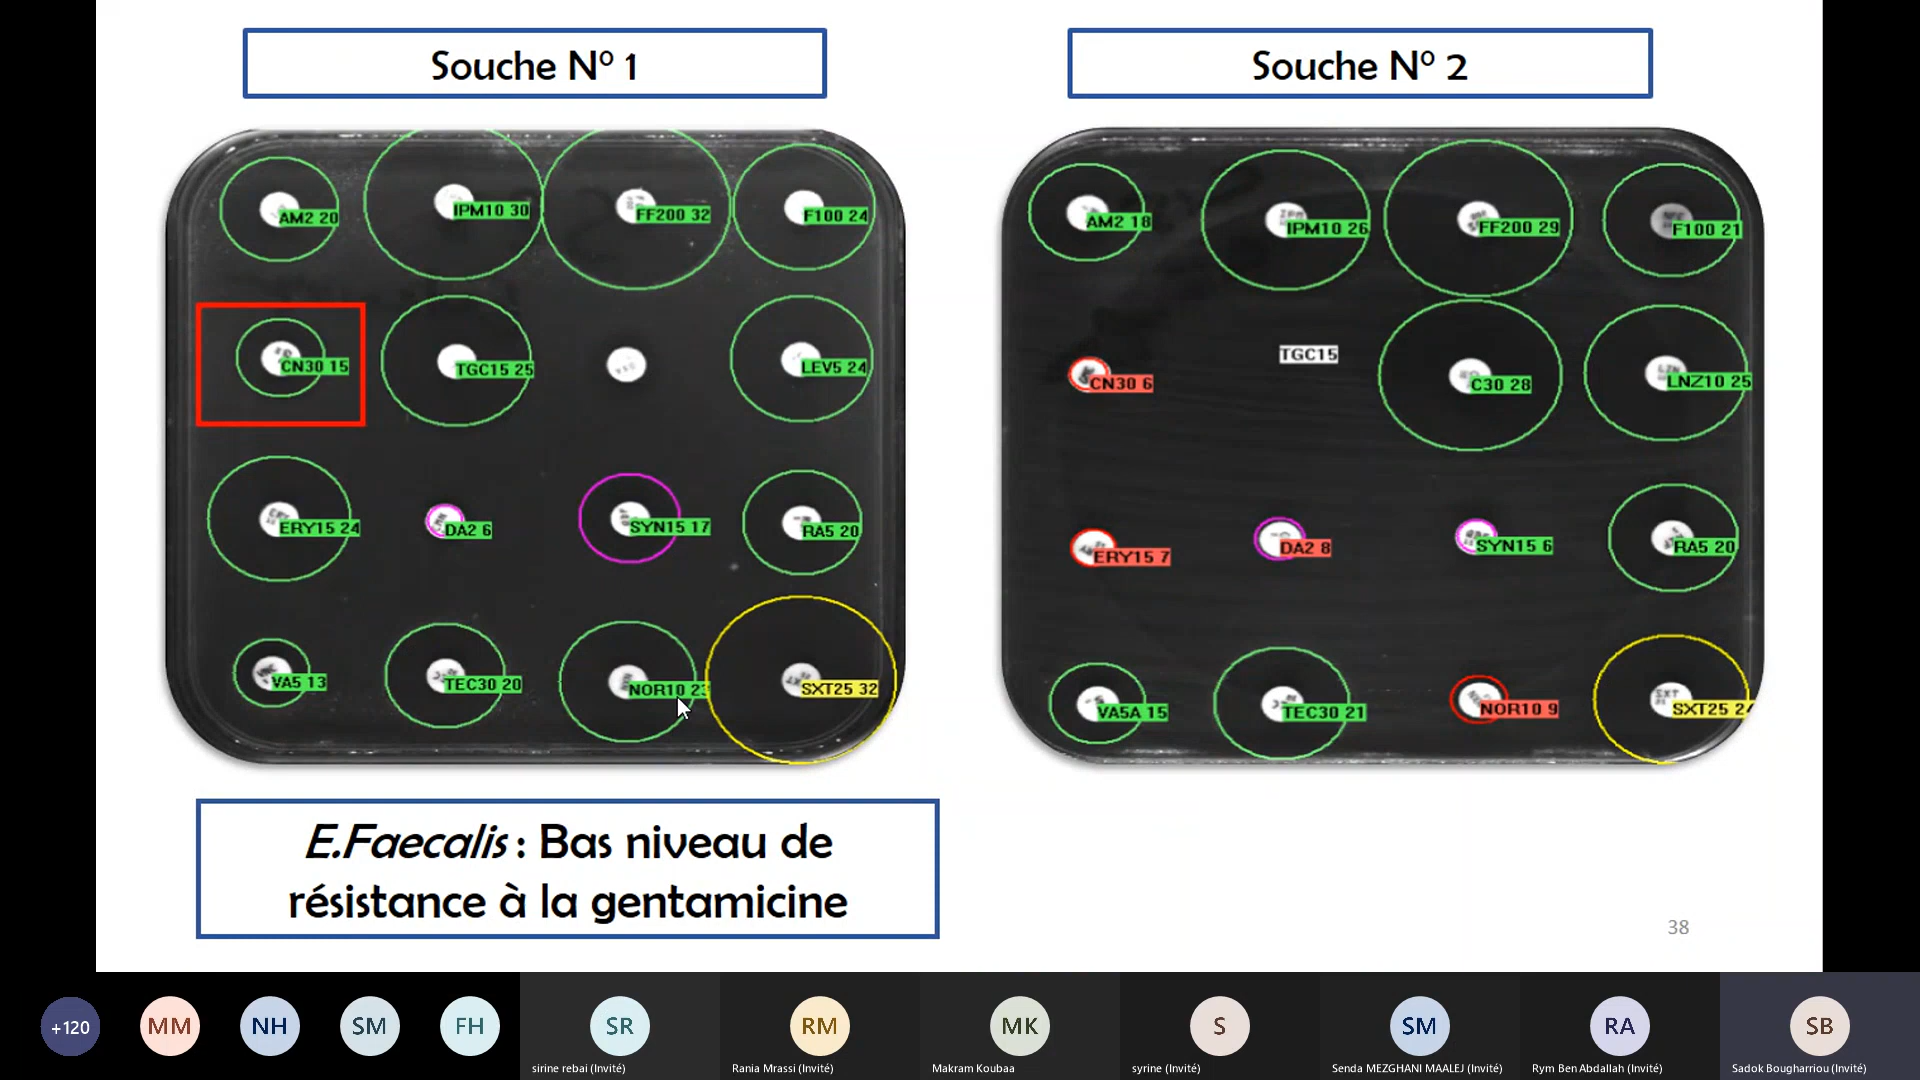 Souche N° 1
Souche N° 2
AM2 20
IPM10 30
FF200 32
F100 24
CN30 15
TGC15 25
LEV5 24
ERY15 24
DA2 6
SYN15 17
RA5 20
VA5 13
TEC30 20
NOR10 23
SXT25 32
AM2 18
IPM10 26
FF200 29
F100 21
CN30 6
TGC15
C30 28
LNZ10 25
ERY15 7
DA2 8
SYN15 6
RA5 20
VA5A 15
TEC30 21
NOR10 9
SXT25
E.Faecalis : Bas niveau de
résistance à la gentamicine
38
+120
MM
NH
SM
FH
SR
RM
MK
S
SM
RA
SB
sirine rebai (Invité)
Rania Mrassi (Invité)
Makram Koubaa
syrine (Invité)
Senda MEZGHANI MAALEJ (Invité)
Rym Ben Abdallah (Invité)
Sadok Bougharriou (Invité)